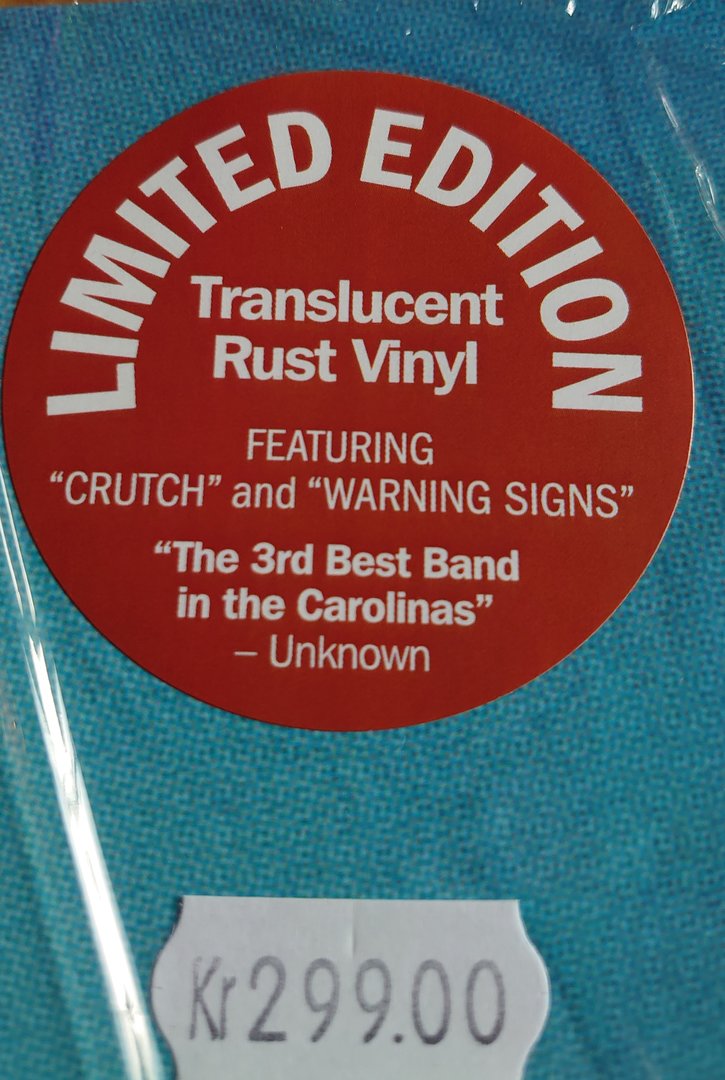 LIMITED EDITION
Translucent
Rust Vinyl
FEATURING
“CRUTCH” and “WARNING SIGNS”
“The 3rd Best Band
in the Carolinas”
– Unknown
Kr299.00